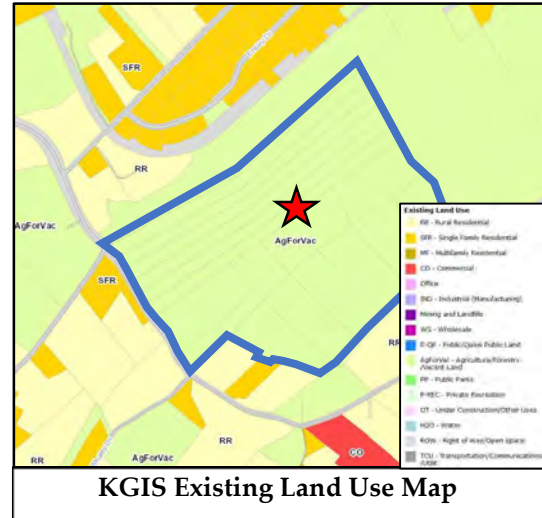 SFR
RR
AgForVac
AgForVac
SFR
RR
RR
AgForVac
RR
CO
Existing Land Use
RR - Rural Residential
SFR - Single Family Residential
MF - Multifamily Residential
CO - Commercial
Office
IND - Industrial (Manufacturing)
Mining and Landfills
WS - Wholesale
P-QP - Public/Quasi Public Land
AgForVac - Agriculture/Forestry
/Vacant Land
PP - Public Parks
P-REC - Private Recreation
UT - Under Construction/Other Uses
H2O - Water
ROW - Right of Way/Open Space
TCU - Transportation/Communications
/Utility
KGIS Existing Land Use Map